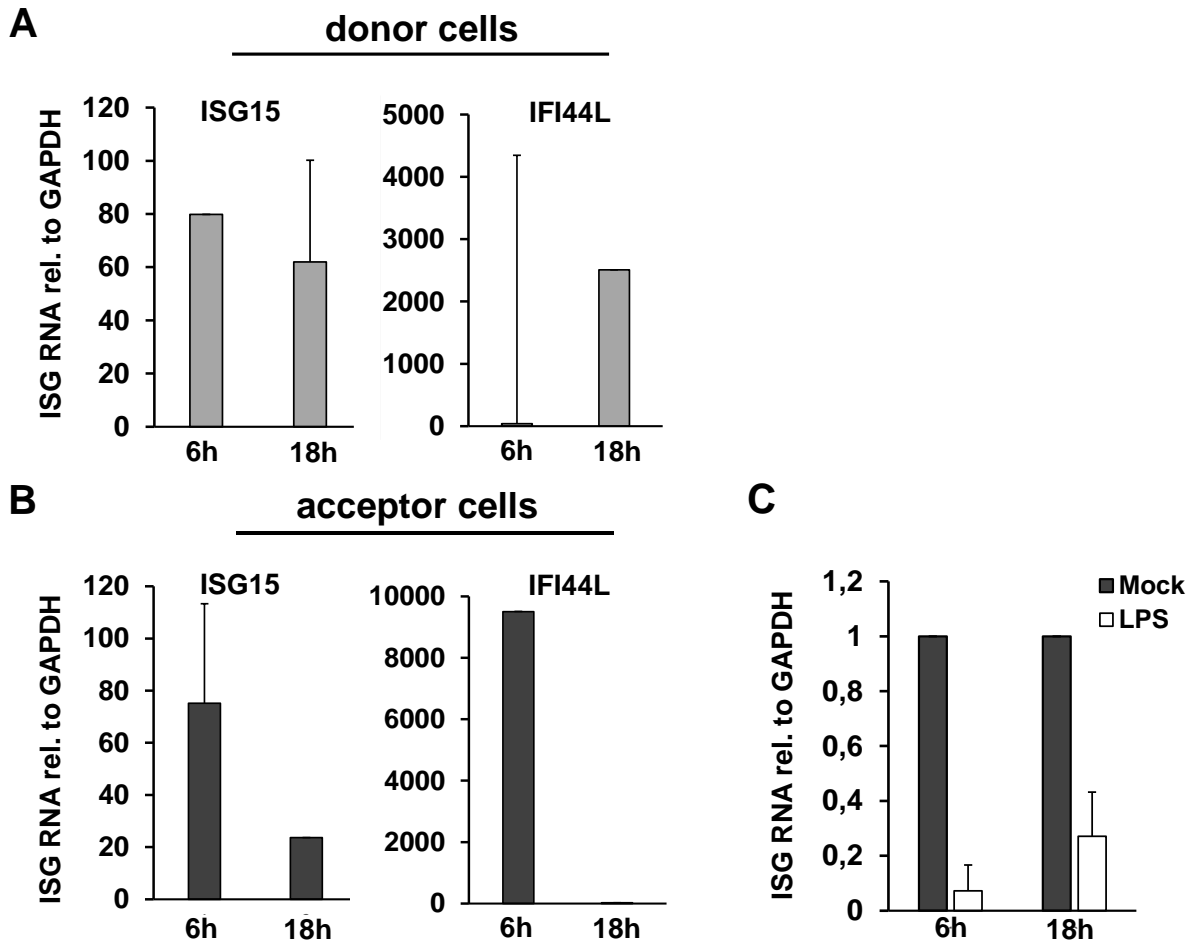 A
donor cells
ISG RNA rel. to GAPDH
ISG15
120
100
80
60
40
20
0
6h 18h
IFI44L
5000
4000
3000
2000
1000
0
6h 18h
B
acceptor cells
ISG RNA rel. to GAPDH
ISG15
120
100
80
60
40
20
0
6h 18h
IFI44L
10000
8000
6000
4000
2000
0
6h 18h
C
ISG RNA rel. to GAPDH
1,2
1
0,8
0,6
0,4
0,2
0
6h 18h
Mock
LPS